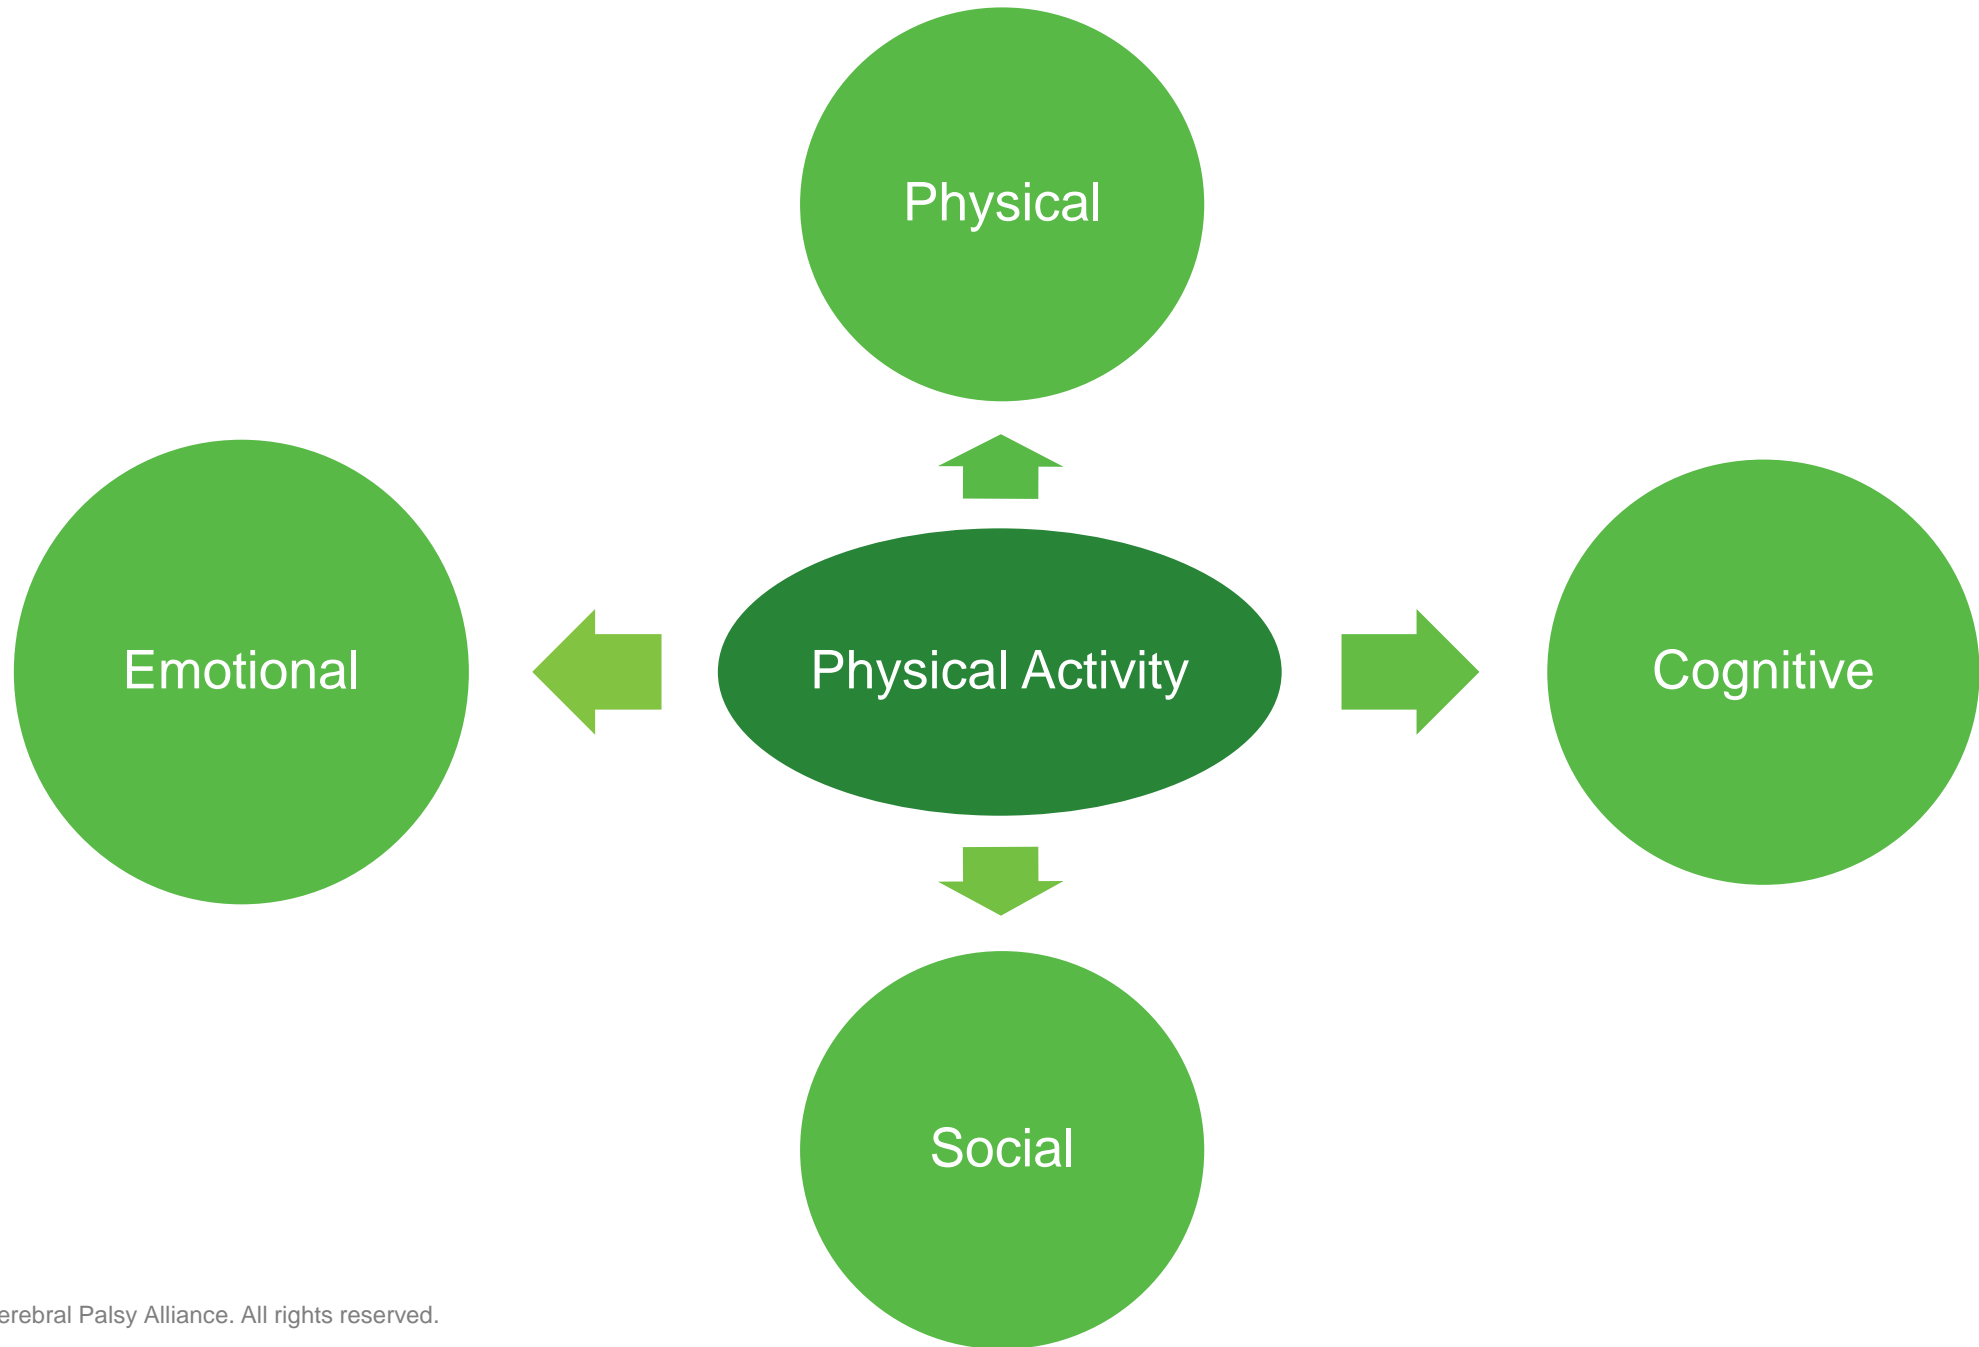 Physical
Emotional
Physical Activity
Cognitive
Social
erebral Palsy Alliance. All rights reserved.